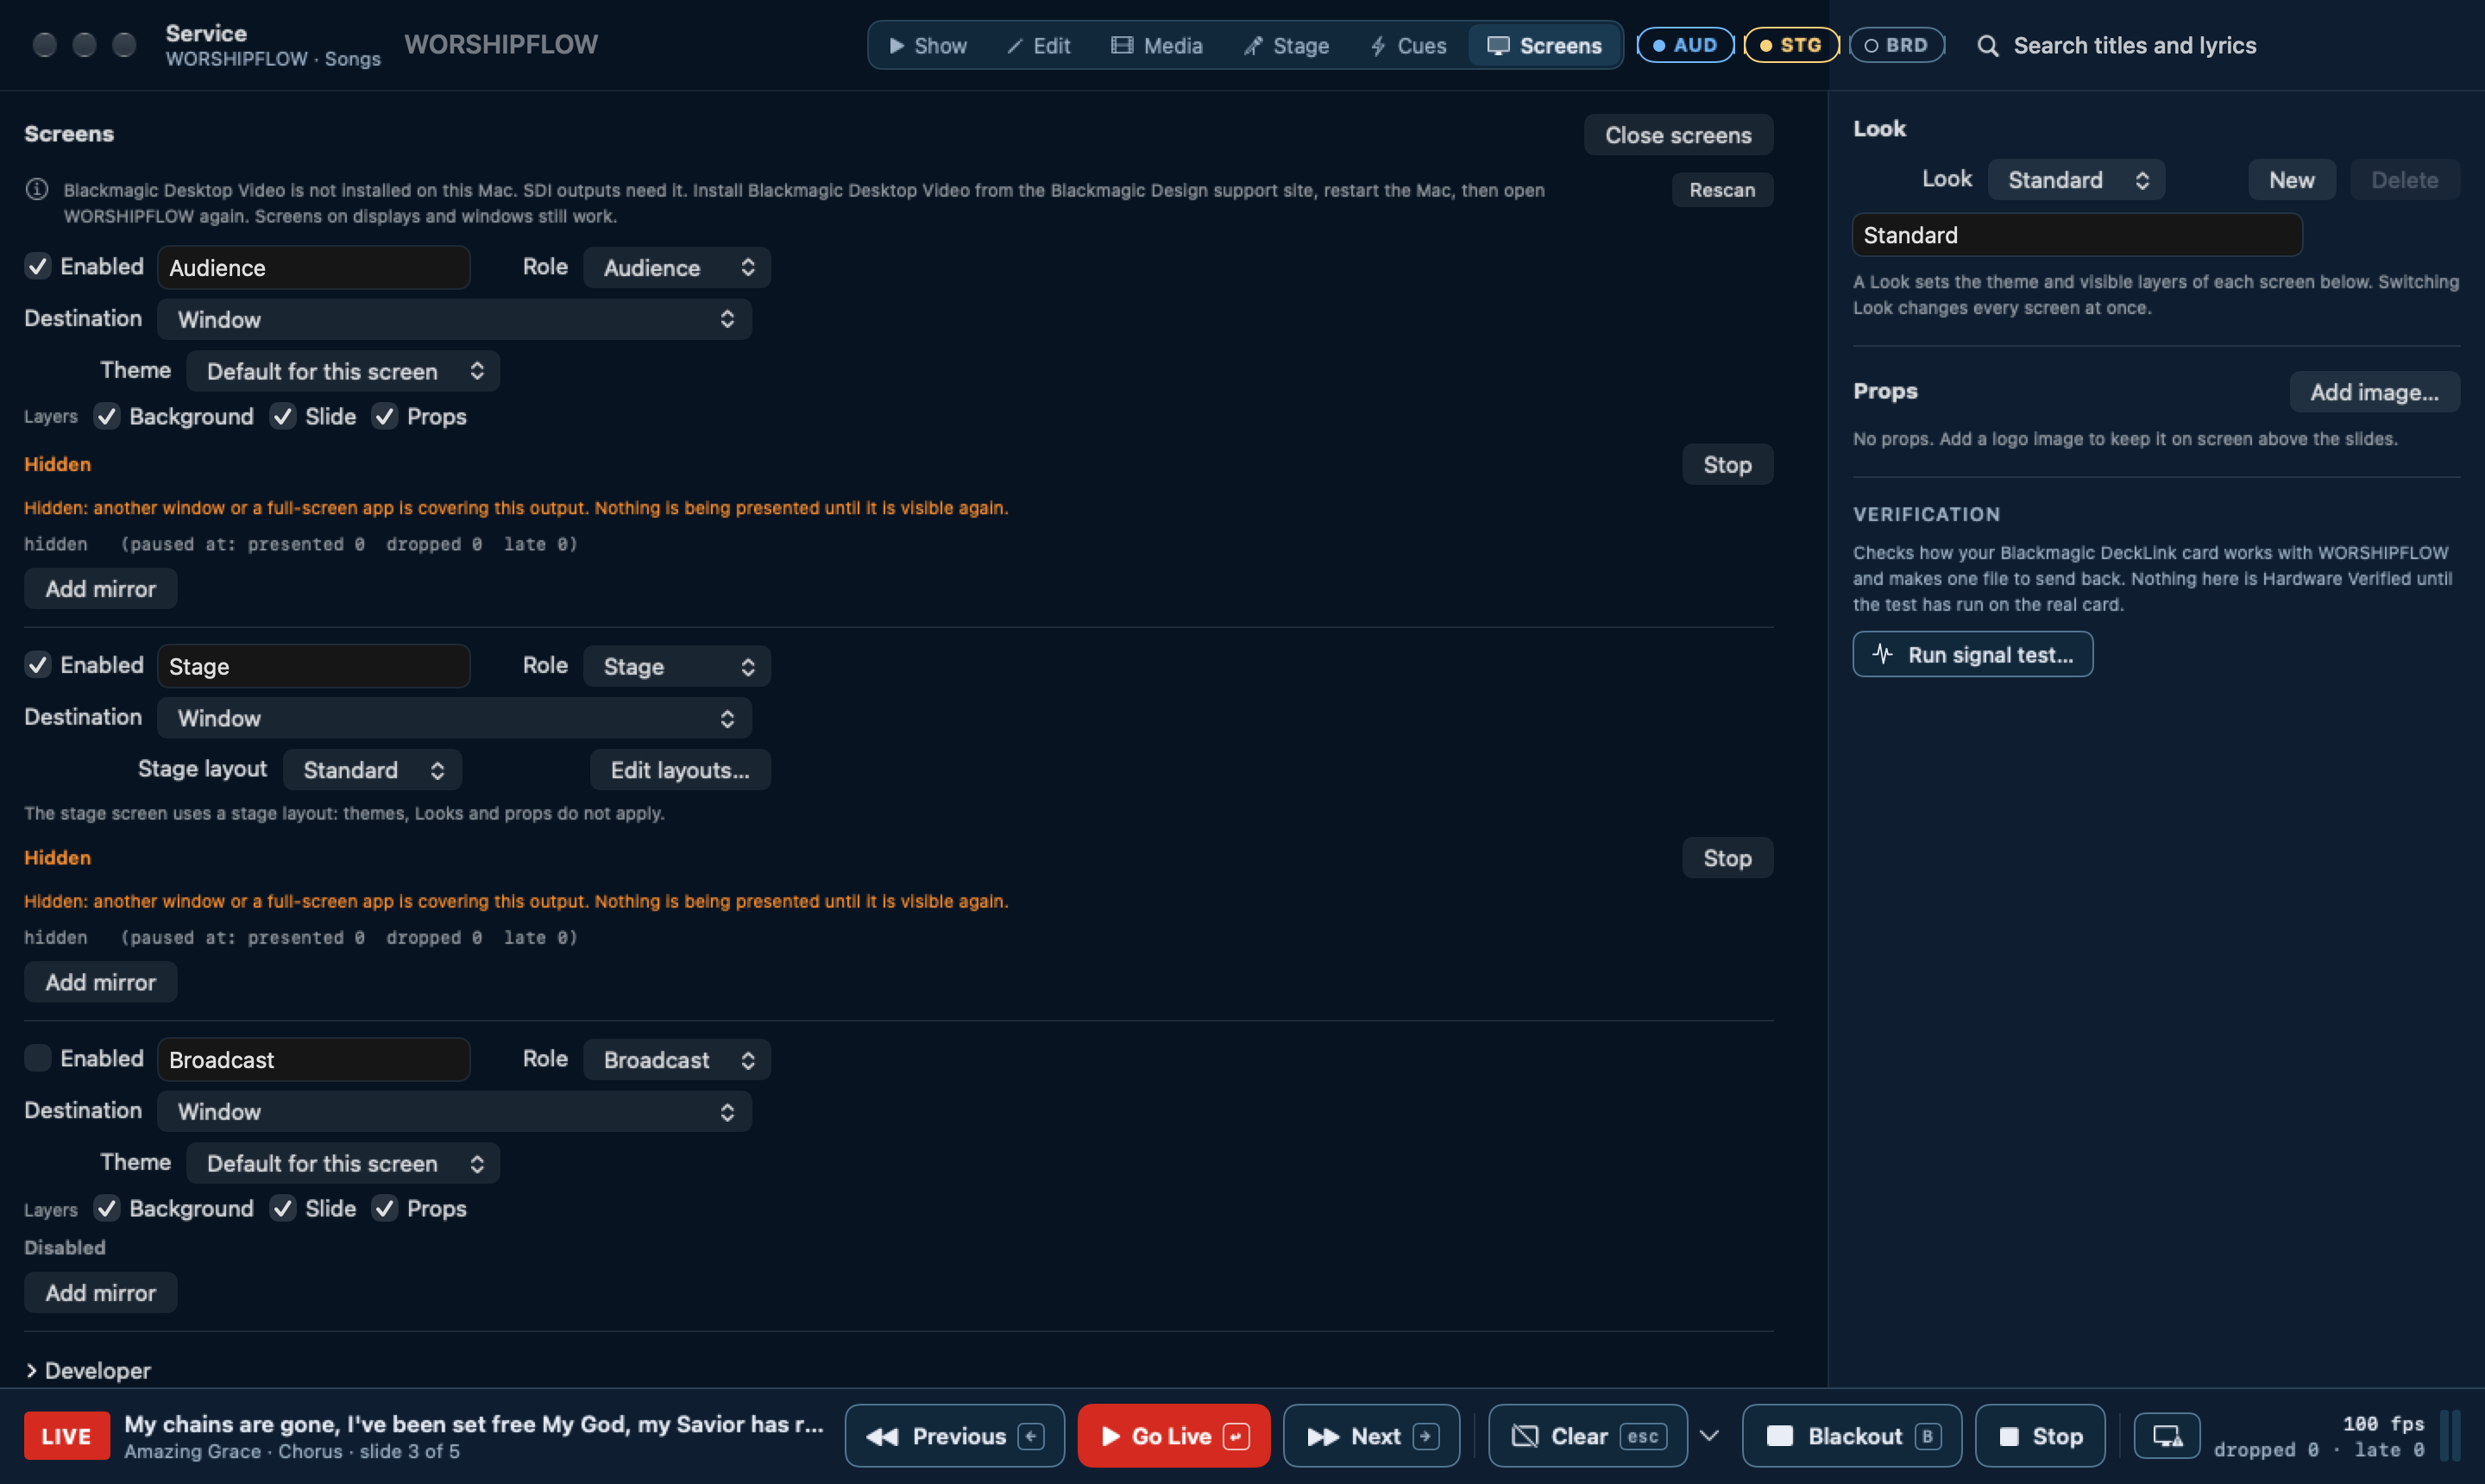 Service
WORSHIPFLOW · Songs
WORSHIPFLOW
Show
Edit
Media
Stage
Cues
Screens
AUD
STG
BRD
Search titles and lyrics
Screens
Close screens
Blackmagic Desktop Video is not installed on this Mac. SDI outputs need it. Install Blackmagic Desktop Video from the Blackmagic Design support site, restart the Mac, then open
WORSHIPFLOW again. Screens on displays and windows still work.
Rescan
Enabled
Audience
Role
Audience
Destination
Window
Theme
Default for this screen
Layers
Background
Slide
Props
Hidden
Stop
Hidden: another window or a full-screen app is covering this output. Nothing is being presented until it is visible again.
hidden (paused at: presented 0 dropped 0 late 0)
Add mirror
Enabled
Stage
Role
Stage
Destination
Window
Stage layout
Standard
Edit layouts...
The stage screen uses a stage layout: themes, Looks and props do not apply.
Hidden
Stop
Hidden: another window or a full-screen app is covering this output. Nothing is being presented until it is visible again.
hidden (paused at: presented 0 dropped 0 late 0)
Add mirror
Enabled
Broadcast
Role
Broadcast
Destination
Window
Theme
Default for this screen
Layers
Background
Slide
Props
Disabled
Add mirror
Developer
Look
Look
Standard
New
Delete
Standard
A Look sets the theme and visible layers of each screen below. Switching
Look changes every screen at once.
Props
Add image...
No props. Add a logo image to keep it on screen above the slides.
VERIFICATION
Checks how your Blackmagic DeckLink card works with WORSHIPFLOW
and makes one file to send back. Nothing here is Hardware Verified until
the test has run on the real card.
Run signal test...
LIVE
My chains are gone, I've been set free My God, my Savior has r...
Amazing Grace · Chorus · slide 3 of 5
Previous
Go Live
Next
Clear esc
Blackout B
Stop
100 fps
dropped 0 · late 0